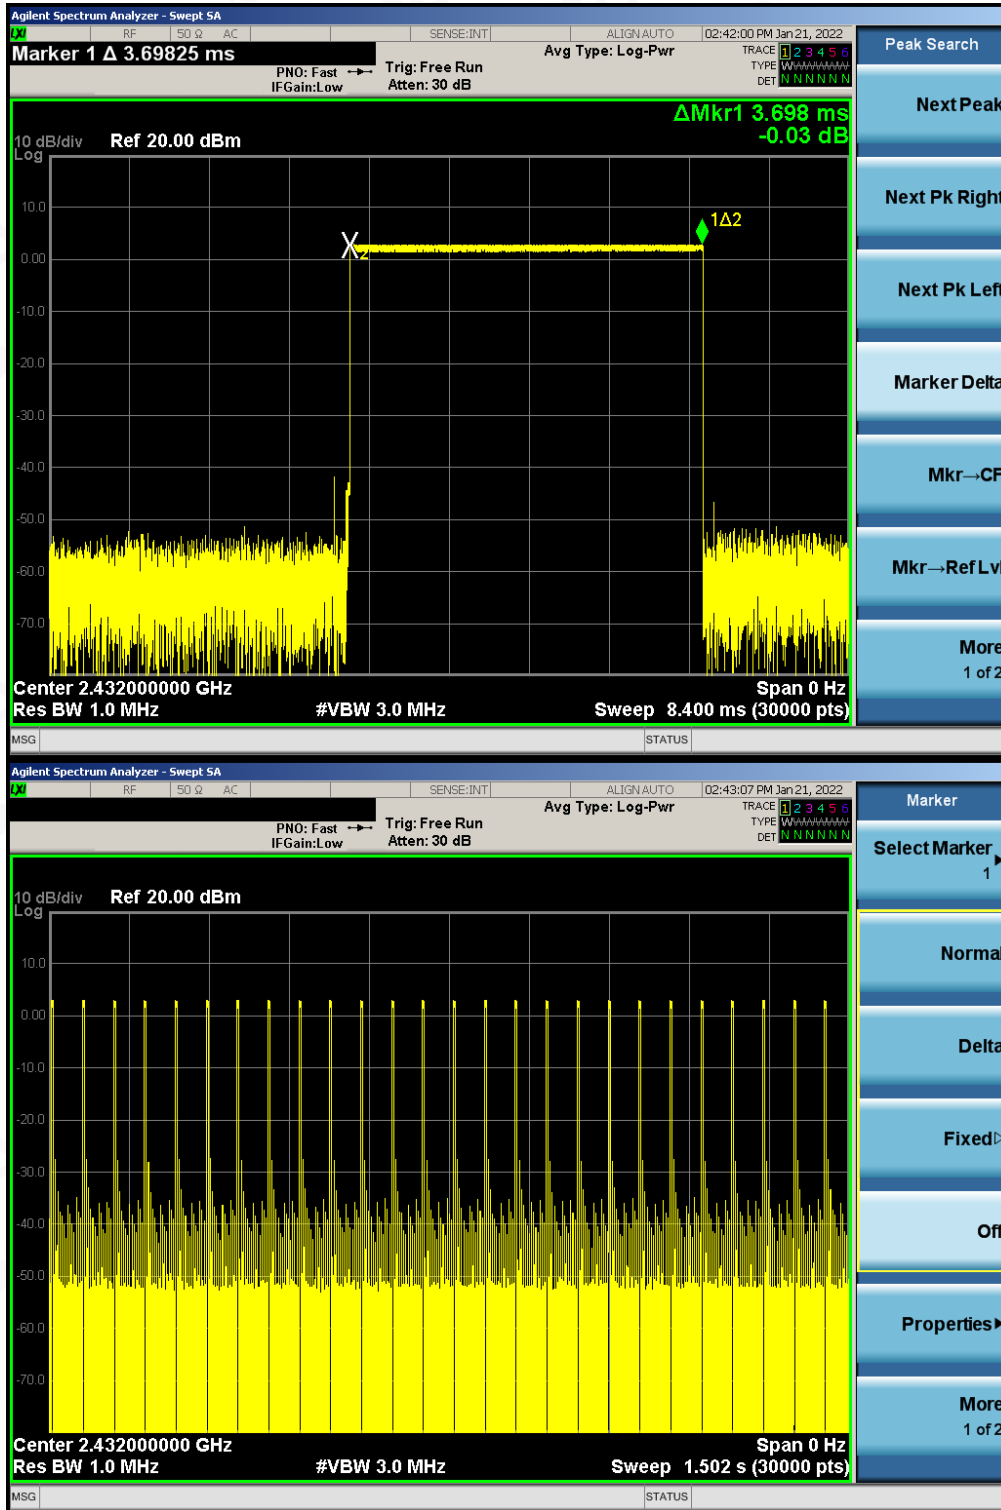 Agilent Spectrum Analyzer - Swept SA
LXI RF 50 Ω AC SENSE:INT ALIGN AUTO 02:42:00 PM Jan 21, 2022
Marker 1 Δ 3.69825 ms
PNO: Fast
IFGain:Low
Trig: Free Run
Atten: 30 dB
Avg Type: Log-Pwr
TRACE 1 2 3 4 5 6
TYPE
DET N N N N N N
ΔMkr1 3.698 ms
-0.03 dB
10 dB/div Ref 20.00 dBm
Log
10.0
0.00
-10.0
-20.0
-30.0
-40.0
-50.0
-60.0
-70.0
X2
1Δ2
Center 2.432000000 GHz Span 0 Hz
Res BW 1.0 MHz #VBW 3.0 MHz Sweep 8.400 ms (30000 pts)
MSG STATUS
Peak Search
Next Peak
Next Pk Right
Next Pk Left
Marker Delta
Mkr→CF
Mkr→Ref Lvl
More
1 of 2
Agilent Spectrum Analyzer - Swept SA
LXI RF 50 Ω AC SENSE:INT ALIGN AUTO 02:43:07 PM Jan 21, 2022
PNO: Fast
IFGain:Low
Trig: Free Run
Atten: 30 dB
Avg Type: Log-Pwr
TRACE 1 2 3 4 5 6
TYPE
DET N N N N N N
10 dB/div Ref 20.00 dBm
Log
10.0
0.00
-10.0
-20.0
-30.0
-40.0
-50.0
-60.0
-70.0
Center 2.432000000 GHz Span 0 Hz
Res BW 1.0 MHz #VBW 3.0 MHz Sweep 1.502 s (30000 pts)
MSG STATUS
Marker
Select Marker
1
Normal
Delta
Fixed
Off
Properties
More
1 of 2